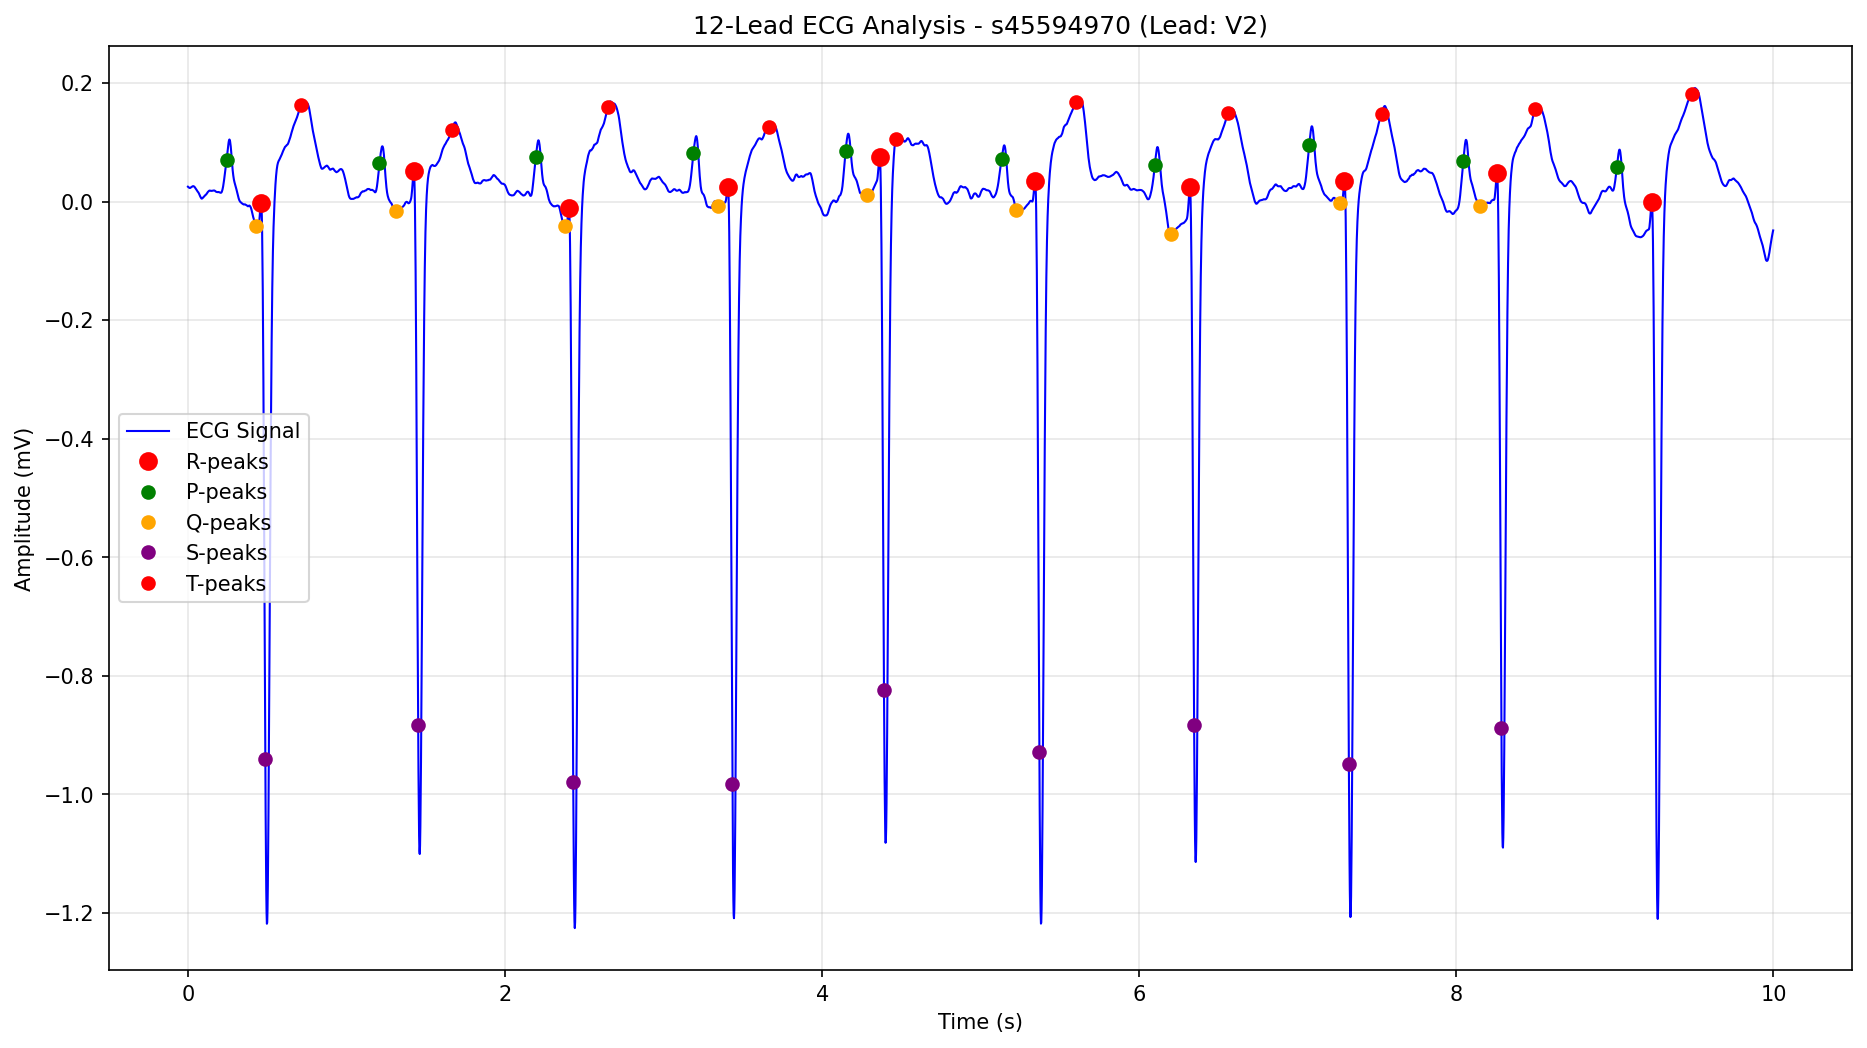 12-Lead ECG Analysis - s45594970 (Lead: V2)
Amplitude (mV)
0.2
0.0
−0.2
−0.4
−0.6
−0.8
−1.0
−1.2
ECG Signal
R-peaks
P-peaks
Q-peaks
S-peaks
T-peaks
0 2 4 6 8 10
Time (s)